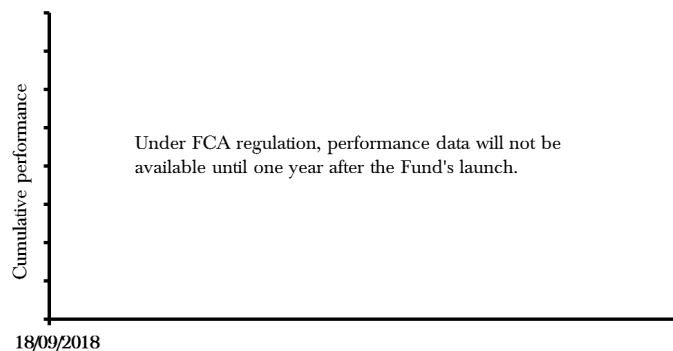 Cumulative performance
Under FCA regulation, performance data will not be
available until one year after the Fund's launch.
18/09/2018